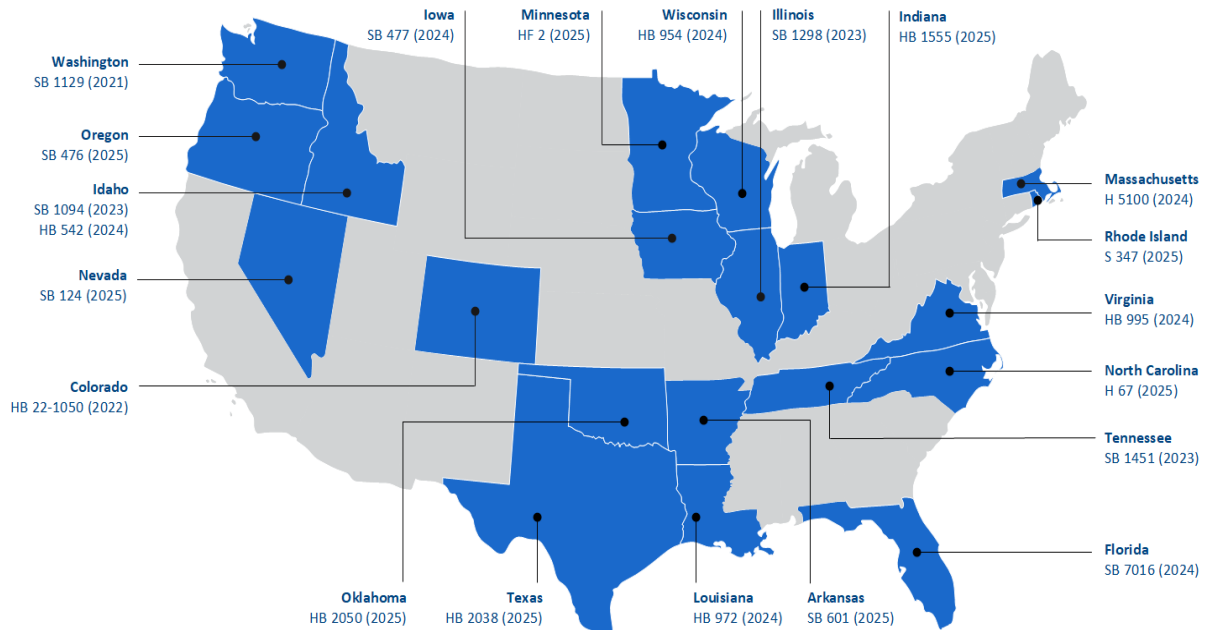 Iowa
SB 477 (2024)
Minnesota
HF 2 (2025)
Wisconsin
HB 954 (2024)
Illinois
SB 1298 (2023)
Indiana
HB 1555 (2025)
Washington
SB 1129 (2021)
Oregon
SB 476 (2025)
Idaho
SB 1094 (2023)
HB 542 (2024)
Nevada
SB 124 (2025)
Colorado
HB 22-1050 (2022)
Massachusetts
H 5100 (2024)
Rhode Island
S 347 (2025)
Virginia
HB 995 (2024)
North Carolina
H 67 (2025)
Tennessee
SB 1451 (2023)
Florida
SB 7016 (2024)
Oklahoma
HB 2050 (2025)
Texas
HB 2038 (2025)
Louisiana
HB 972 (2024)
Arkansas
SB 601 (2025)